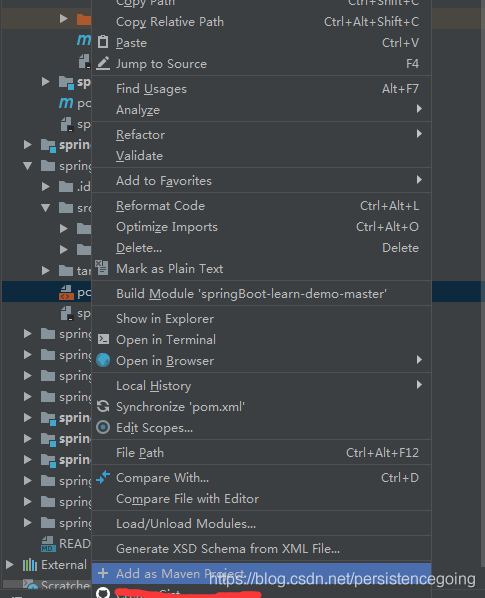 Copy Path Ctrl+Shift+C
Copy Relative Path Ctrl+Alt+Shift+C
Paste Ctrl+V
Jump to Source F4
Find Usages Alt+F7
Analyze
Refactor
Validate
Add to Favorites
Reformat Code Ctrl+Alt+L
Optimize Imports Ctrl+Alt+O
Delete... Delete
Mark as Plain Text
Build Module 'springBoot-learn-demo-master'
Show in Explorer
Open in Terminal
Open in Browser
Local History
Synchronize 'pom.xml'
Edit Scopes...
File Path Ctrl+Alt+F12
Compare With... Ctrl+D
Compare File with Editor
Load/Unload Modules...
Generate XSD Schema from XML File...
Add as Maven Project
https://blog.csdn.net/persistencegoing
m
sp
m po
sp
spring
spring
.id
src
tar
po
sp
spring
spring
spring
spring
spring
spring
spring
spring
spring
READ
External
Scratche